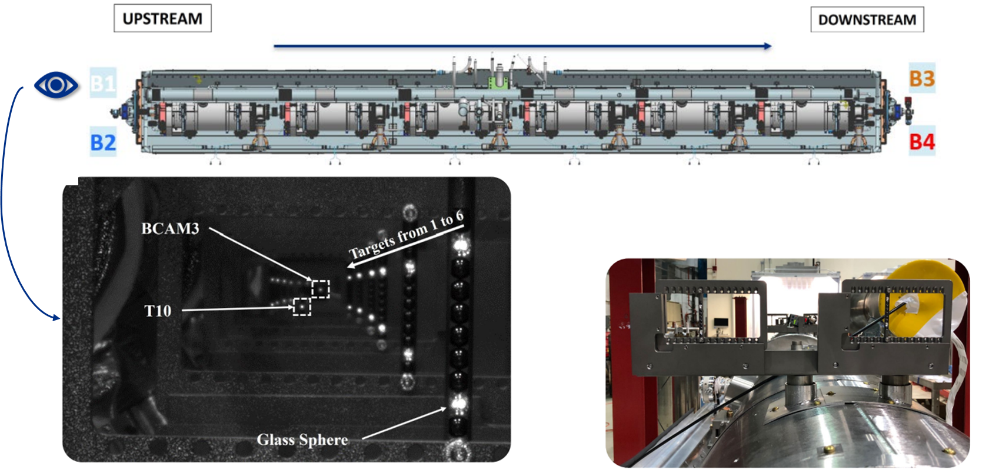 UPSTREAM
DOWNSTREAM
B1
B3
B2
B4
BCAM3
Targets from 1 to 6
T10
Glass Sphere